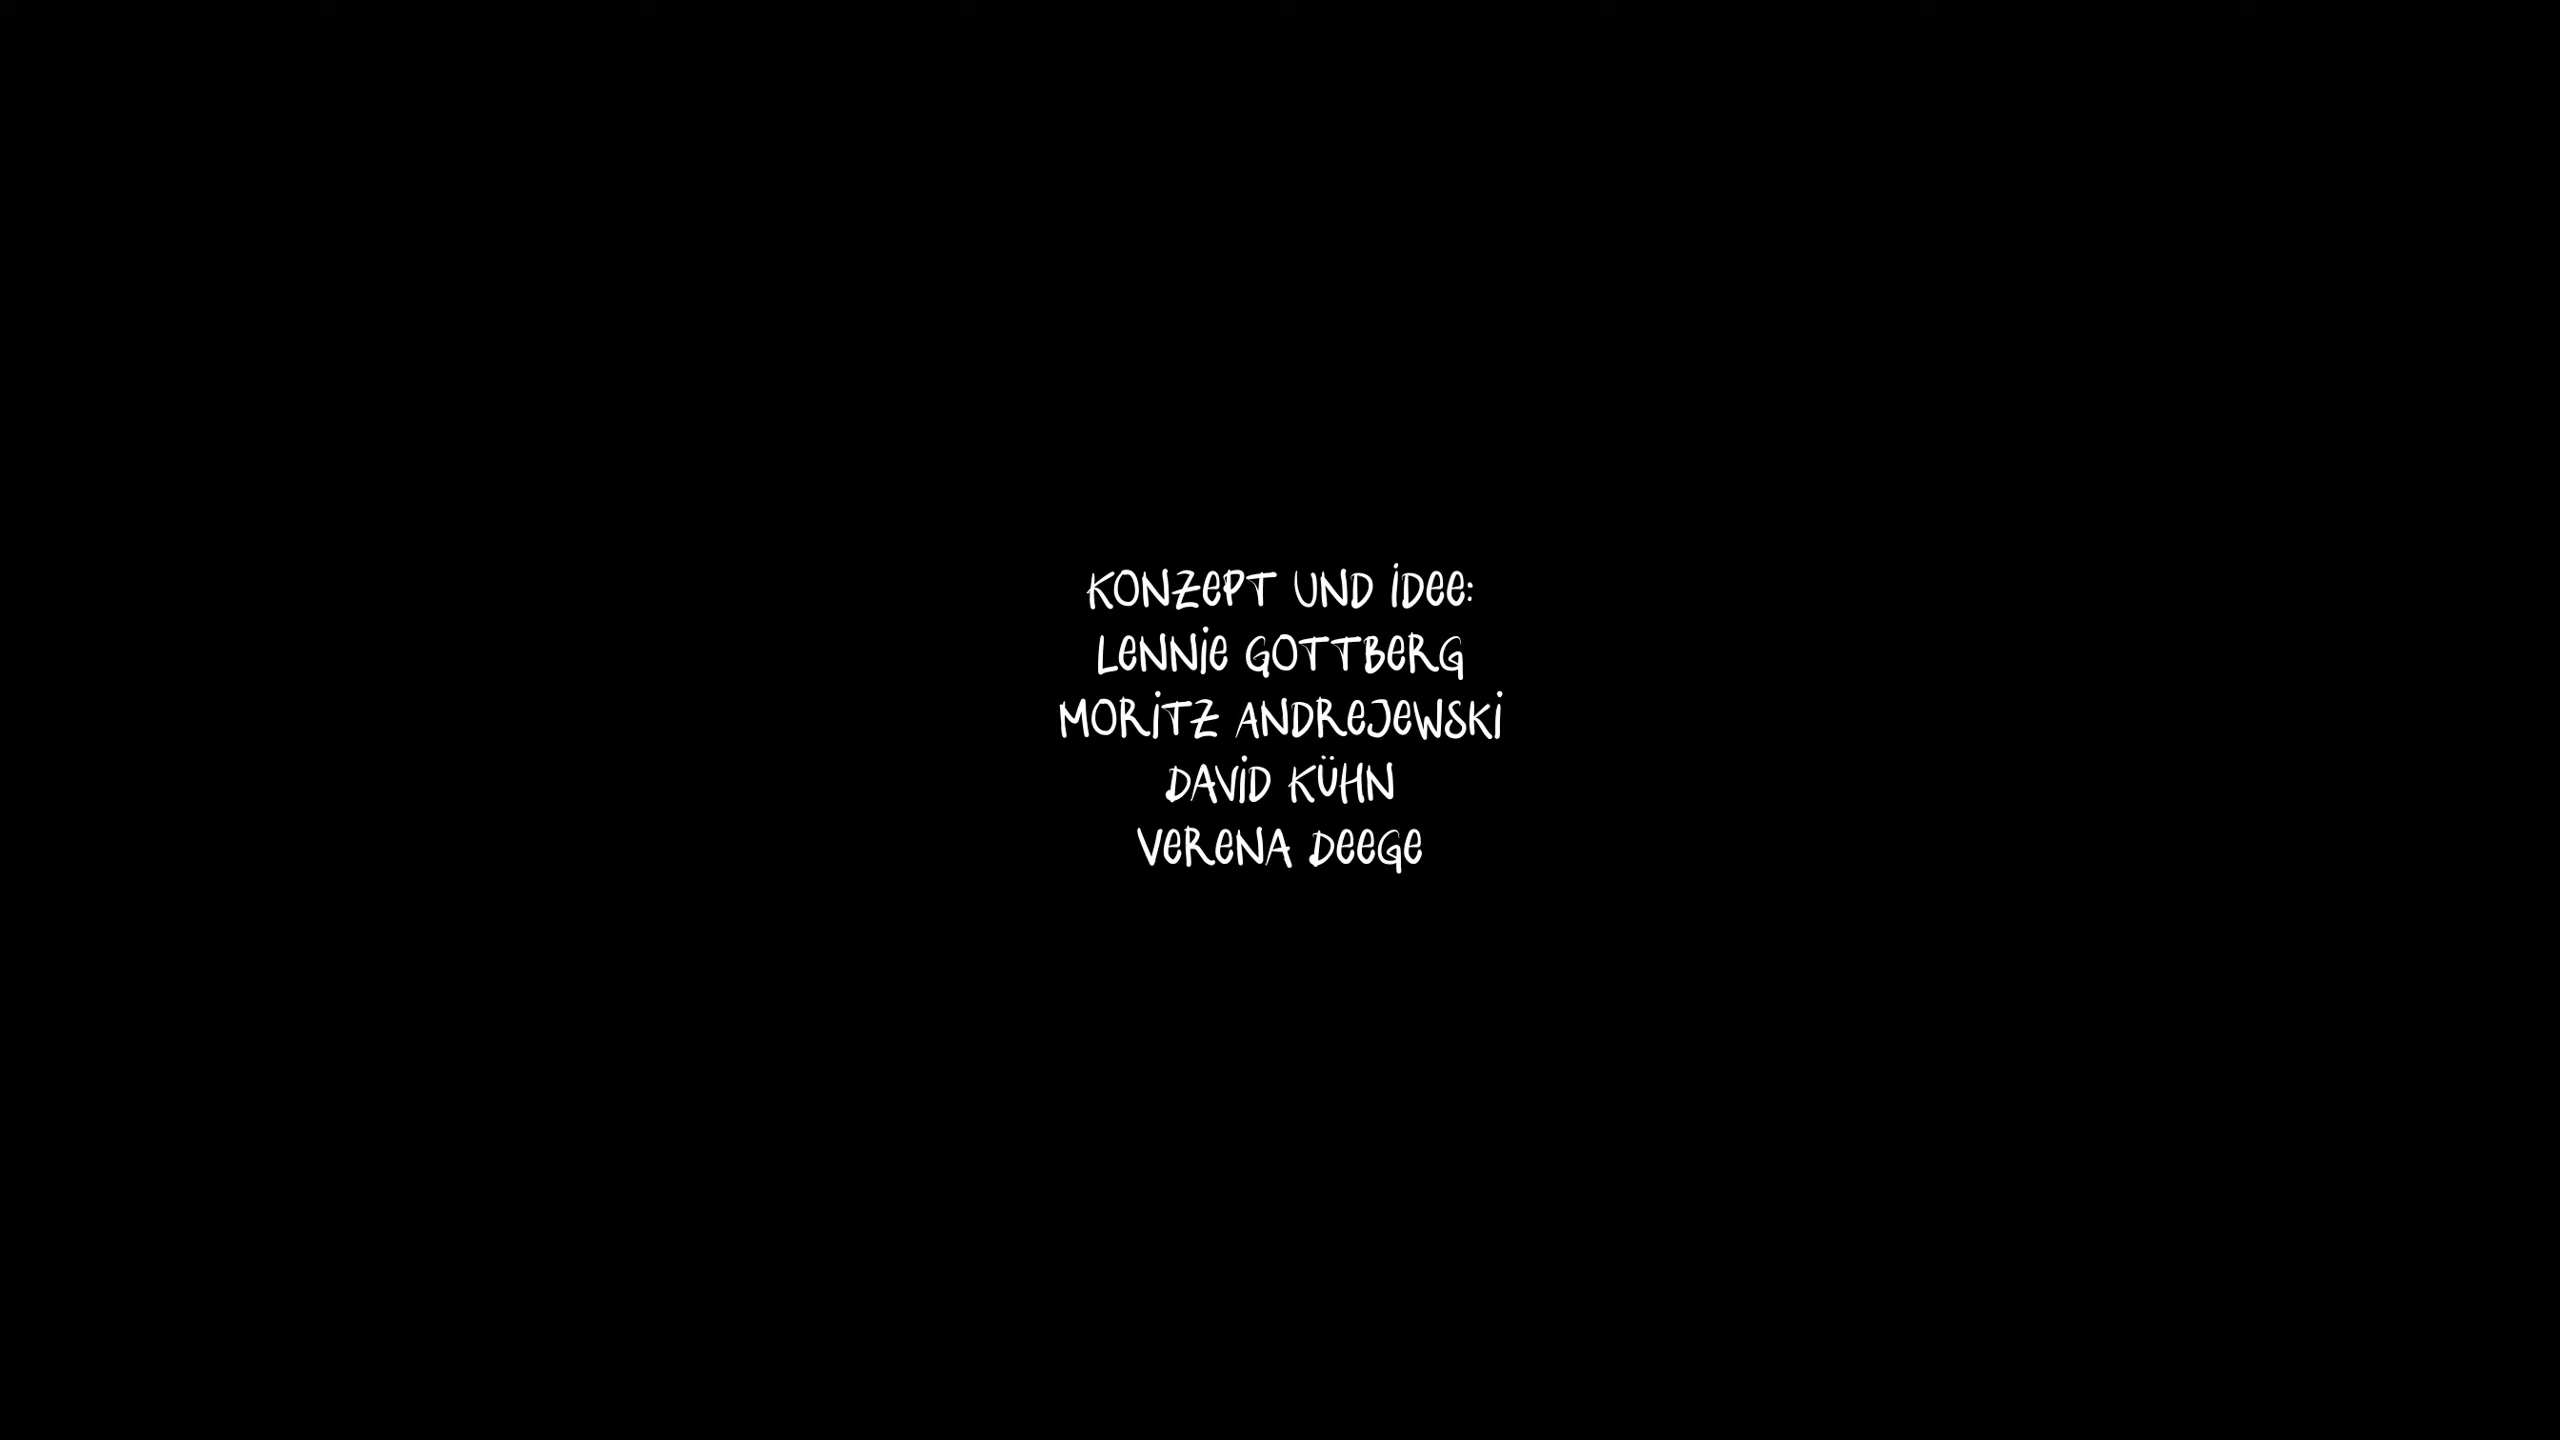 KONZEPT UND IDEE:
LENNIE GOTTBERG
MORITZ ANDREJEWSKI
DAVID KÜHN
VERENA DEEGE